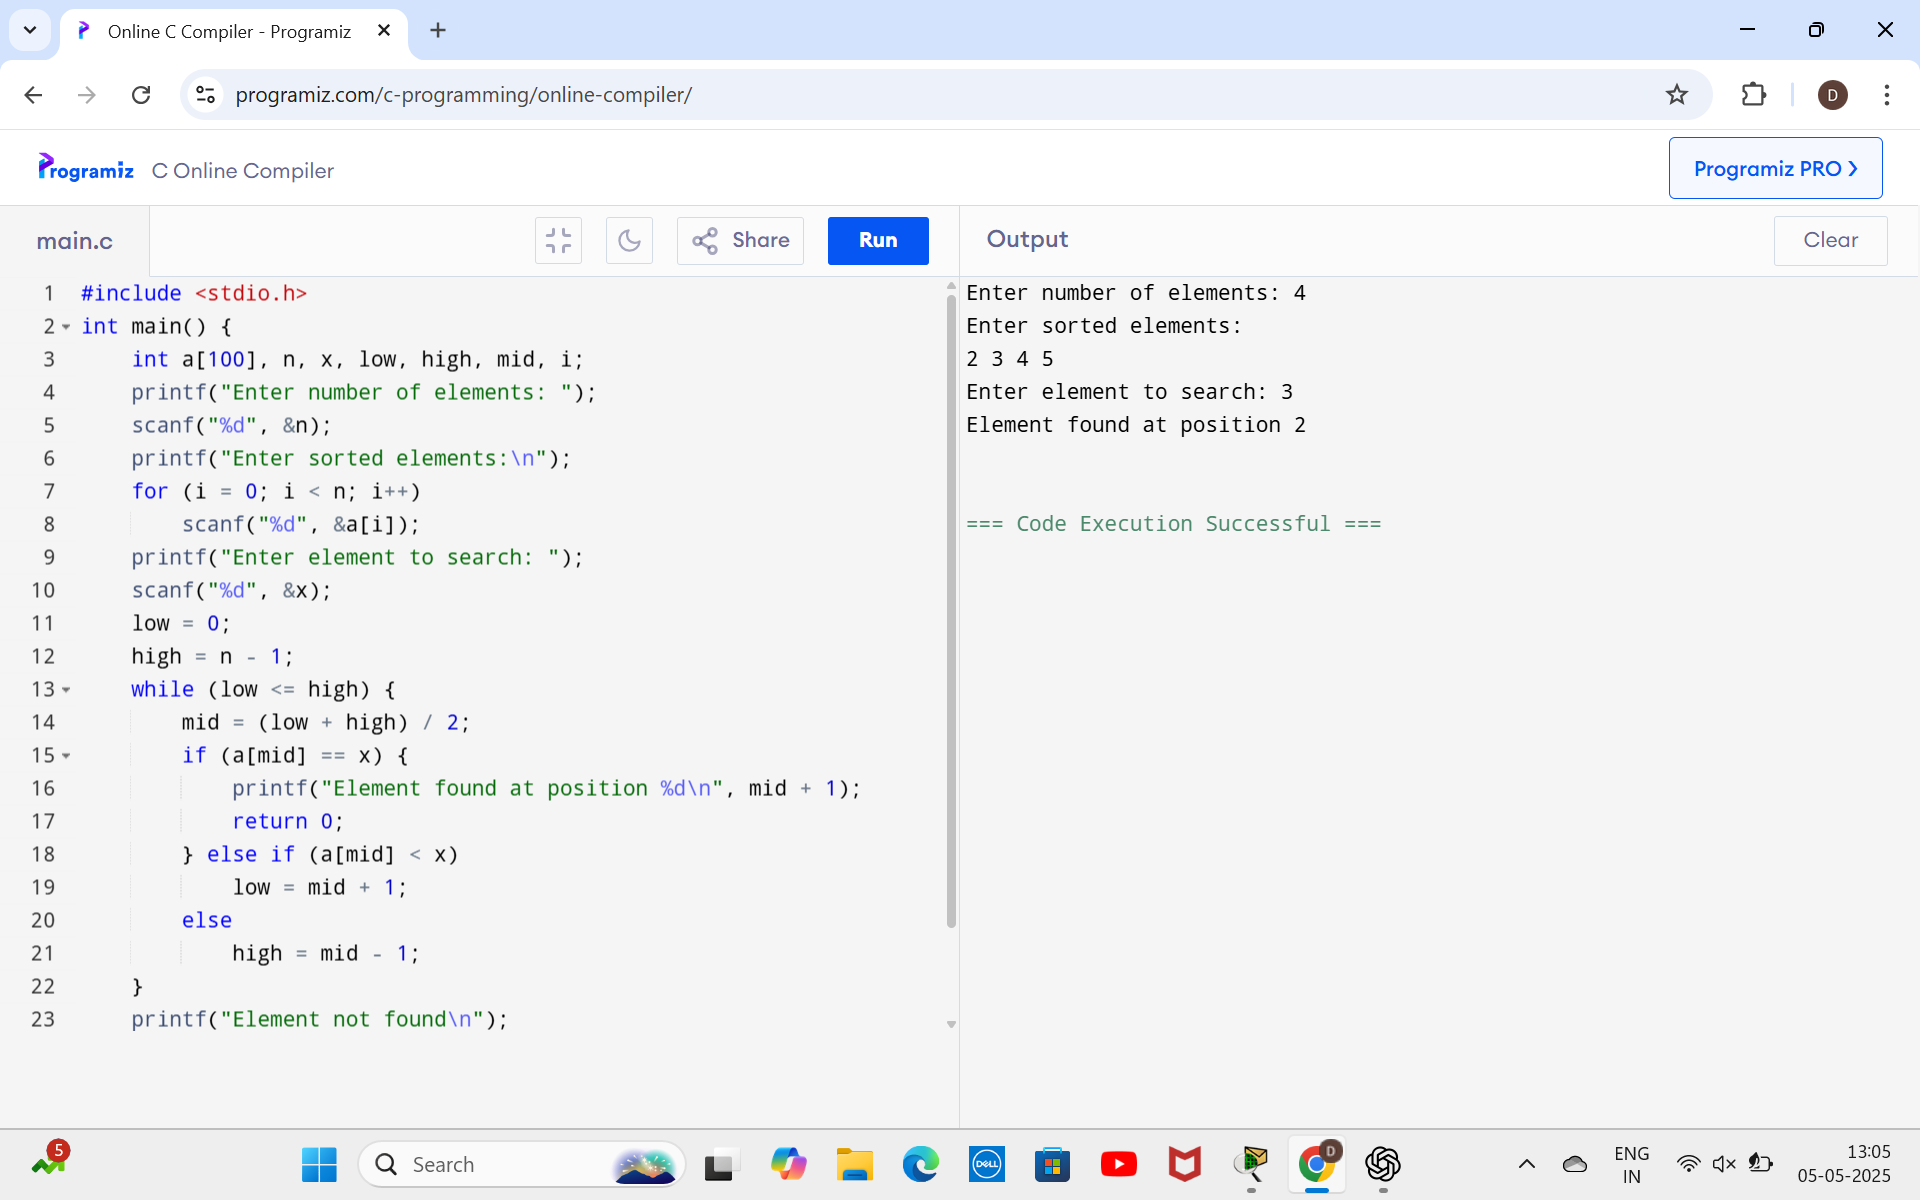 Online C Compiler - Programiz
programiz.com/c-programming/online-compiler/
D
Programiz C Online Compiler
Programiz PRO
main.c
Share
Run
Output
Clear
1 #include <stdio.h>
2 int main() {
3     int a[100], n, x, low, high, mid, i;
4     printf("Enter number of elements: ");
5     scanf("%d", &n);
6     printf("Enter sorted elements:\n");
7     for (i = 0; i < n; i++)
8         scanf("%d", &a[i]);
9     printf("Enter element to search: ");
10     scanf("%d", &x);
11     low = 0;
12     high = n - 1;
13     while (low <= high) {
14         mid = (low + high) / 2;
15         if (a[mid] == x) {
16             printf("Element found at position %d\n", mid + 1);
17             return 0;
18         } else if (a[mid] < x)
19             low = mid + 1;
20         else
21             high = mid - 1;
22     }
23     printf("Element not found\n");
Enter number of elements: 4
Enter sorted elements:
2 3 4 5
Enter element to search: 3
Element found at position 2
=== Code Execution Successful ===
5
Search
DELL
D
ENG
IN
13:05
05-05-2025